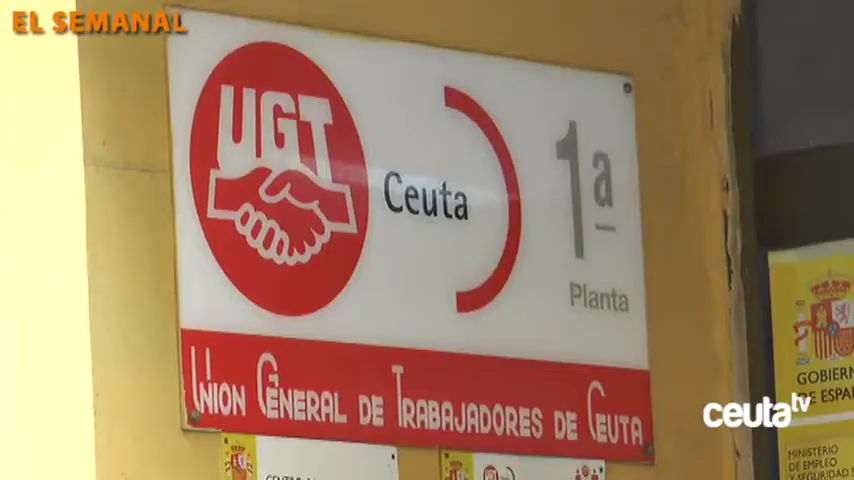 EL SEMANAL
UGT
Ceuta
1ª
Planta
UNION GENERAL DE TRABAJADORES DE CEUTA
ceutatv
GOBIERN
DE ESPAÑ
MINISTERIO
DE EMPLEO
Y SEGURIDAD S